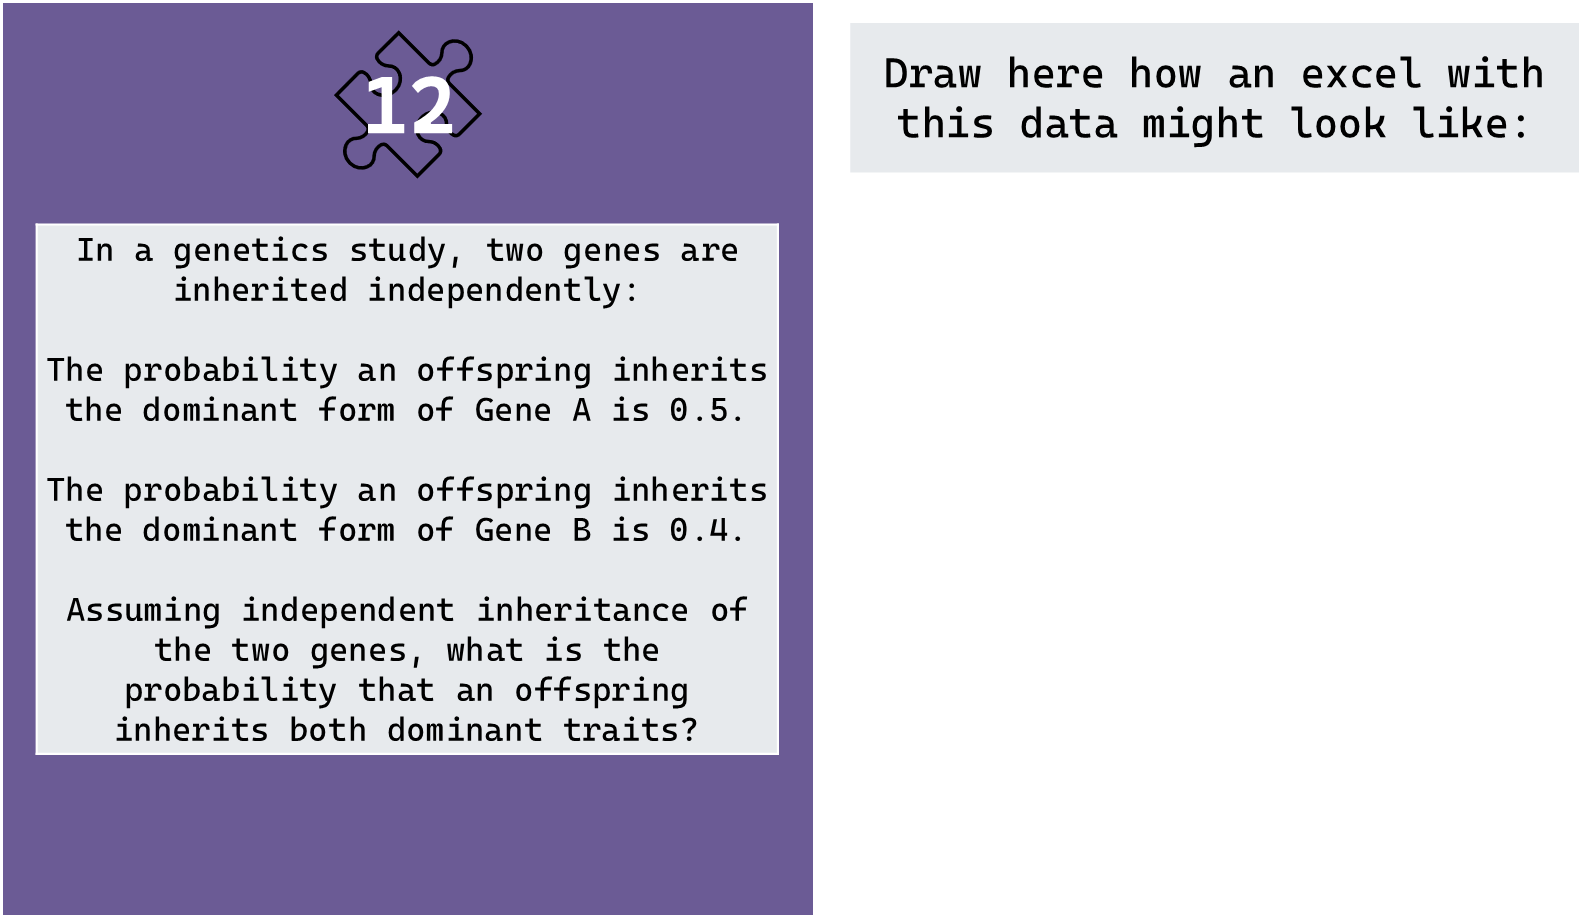 12
In a genetics study, two genes are
inherited independently:
The probability an offspring inherits
the dominant form of Gene A is 0.5.
The probability an offspring inherits
the dominant form of Gene B is 0.4.
Assuming independent inheritance of
the two genes, what is the
probability that an offspring
inherits both dominant traits?
Draw here how an excel with
this data might look like: